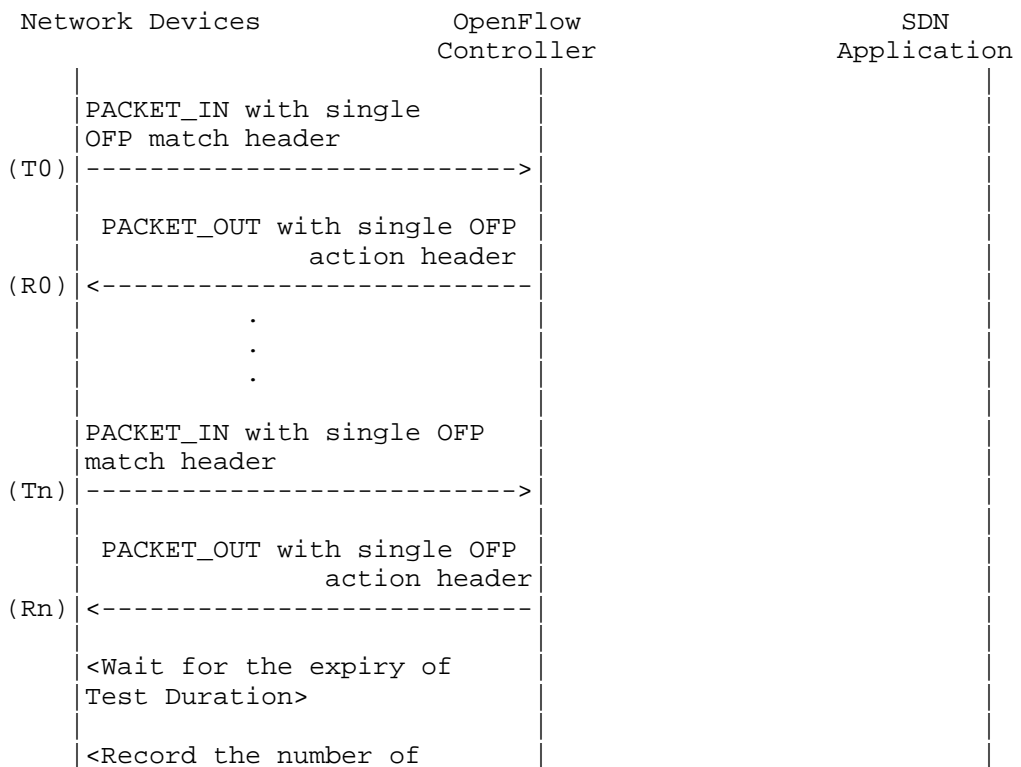 Network Devices OpenFlow SDN
Controller Application
PACKET_IN with single
OFP match header
(T0) --------------------------->
PACKET_OUT with single OFP
action header
(R0) <---------------------------
.
.
.
PACKET_IN with single OFP
match header
(Tn) --------------------------->
PACKET_OUT with single OFP
action header
(Rn) <---------------------------
<Wait for the expiry of
Test Duration>
<Record the number of